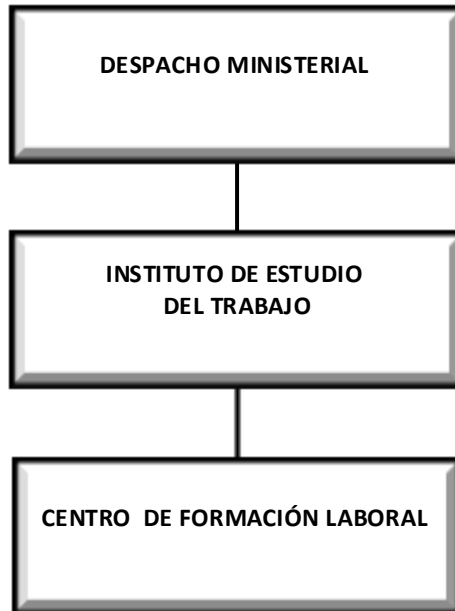 DESPACHO MINISTERIAL
INSTITUTO DE ESTUDIO
DEL TRABAJO
CENTRO DE FORMACIÓN LABORAL